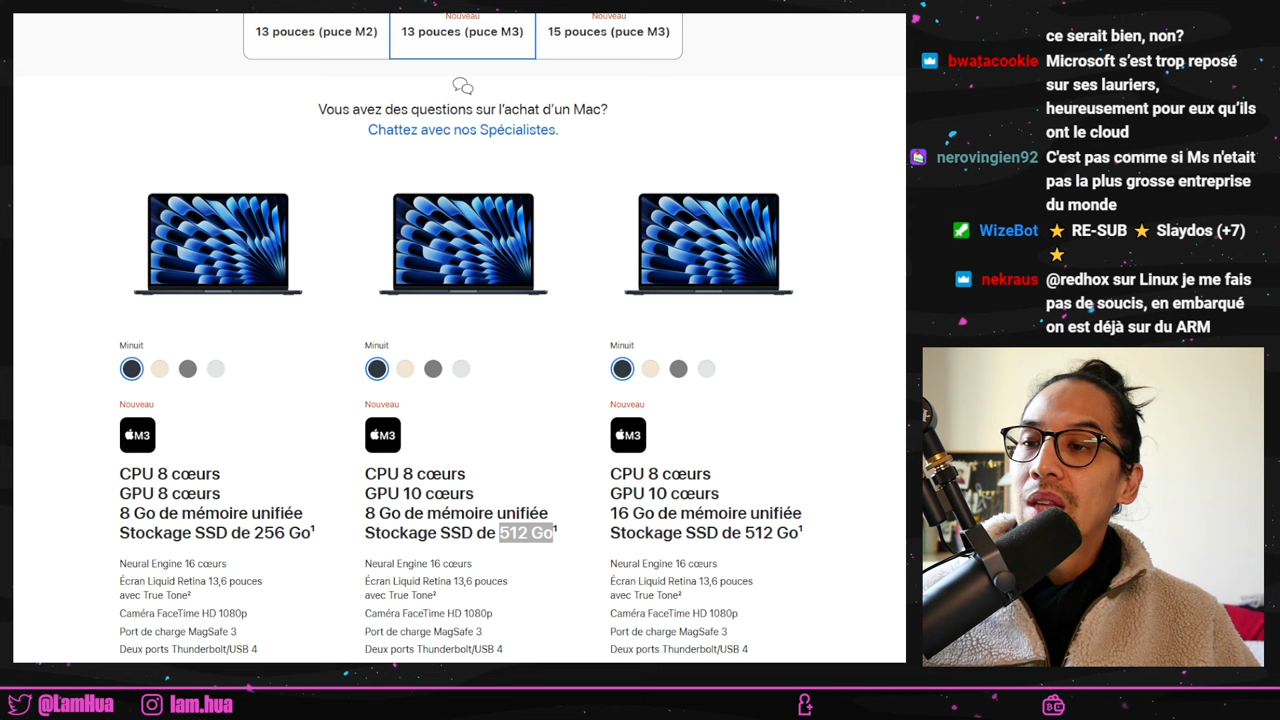 Nouveau
Nouveau
13 pouces (puce M2)
13 pouces (puce M3)
15 pouces (puce M3)
Vous avez des questions sur l’achat d’un Mac?
Chattez avec nos Spécialistes.
Minuit
Nouveau
M3
CPU 8 cœurs
GPU 8 cœurs
8 Go de mémoire unifiée
Stockage SSD de 256 Go¹
Neural Engine 16 cœurs
Écran Liquid Retina 13,6 pouces
avec True Tone²
Caméra FaceTime HD 1080p
Port de charge MagSafe 3
Deux ports Thunderbolt/USB 4
Minuit
Nouveau
M3
CPU 8 cœurs
GPU 10 cœurs
8 Go de mémoire unifiée
Stockage SSD de 512 Go¹
Neural Engine 16 cœurs
Écran Liquid Retina 13,6 pouces
avec True Tone²
Caméra FaceTime HD 1080p
Port de charge MagSafe 3
Deux ports Thunderbolt/USB 4
Minuit
Nouveau
M3
CPU 8 cœurs
GPU 10 cœurs
16 Go de mémoire unifiée
Stockage SSD de 512 Go¹
Neural Engine 16 cœurs
Écran Liquid Retina 13,6 pouces
avec True Tone²
Caméra FaceTime HD 1080p
Port de charge MagSafe 3
Deux ports Thunderbolt/USB 4
ce serait bien, non?
bwatacookie Microsoft s’est trop reposé
sur ses lauriers,
heureusement pour eux qu’ils
ont le cloud
nerovingien92 C'est pas comme si Ms n'etait
pas la plus grosse entreprise
du monde
WizeBot ⭐ RE-SUB ⭐ Slaydos (+7)
⭐
nekraus @redhox sur Linux je me fais
pas de soucis, en embarqué
on est déjà sur du ARM
@LamHua
lam.hua